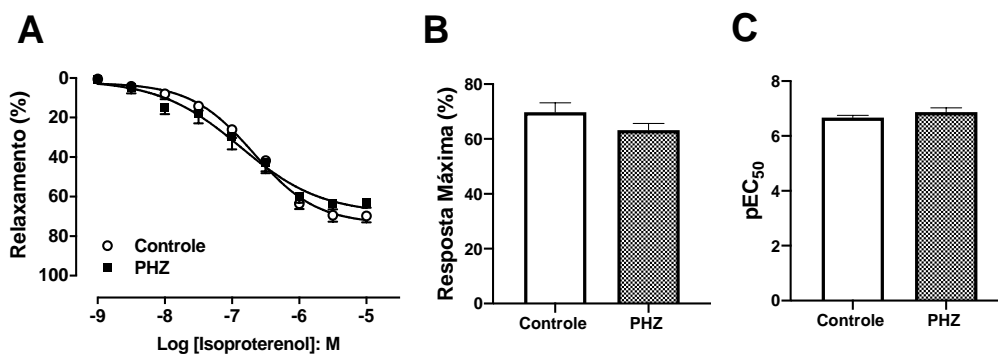 A
Relaxamento (%)
0
20
40
60
80
100
Controle
PHZ
-9
-8
-7
-6
-5
Log [Isoproterenol]: M
B
Resposta Máxima (%)
80
60
40
20
0
Controle
PHZ
C
pEC50
8
6
4
2
0
Controle
PHZ